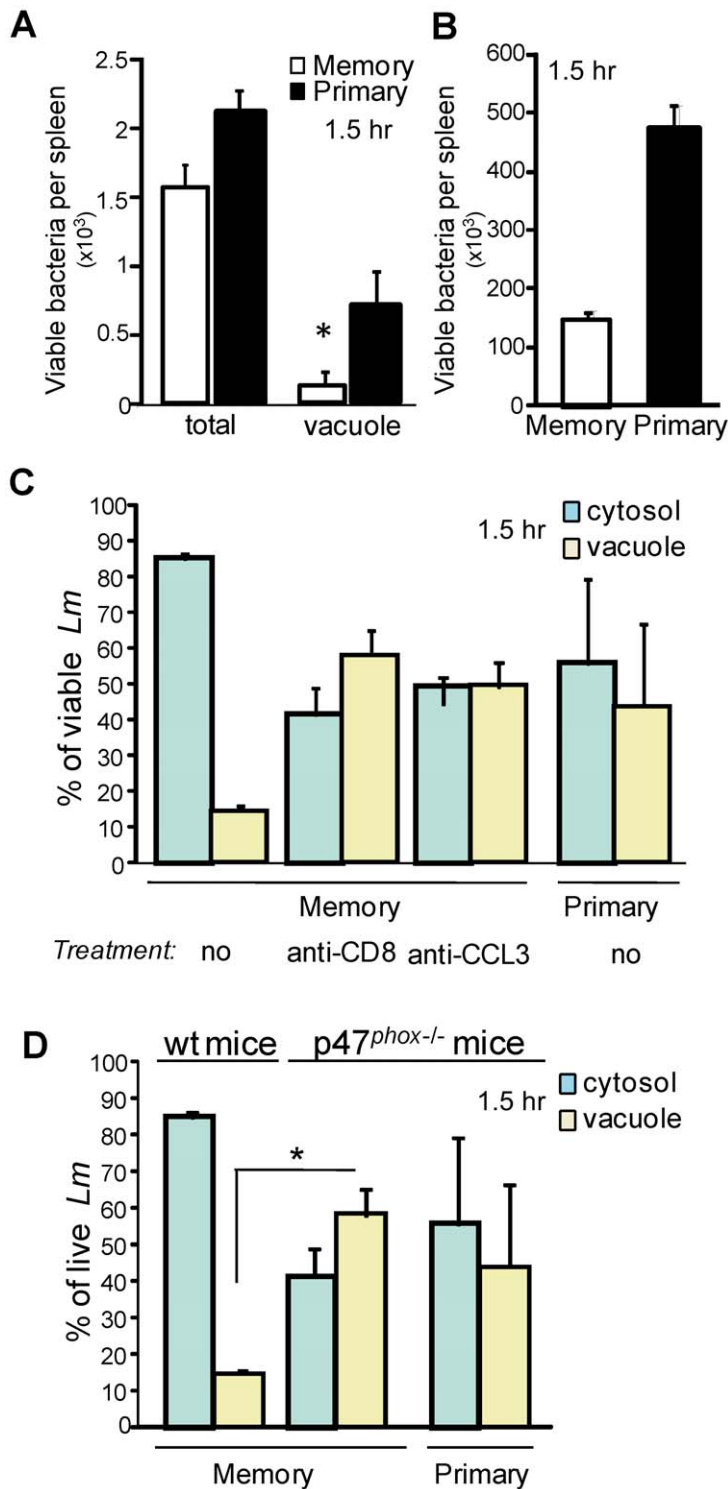 A
Viable bacteria per spleen
(x10³)
2.5
2
1.5
1
0.5
0
Memory
Primary
1.5 hr
*
total vacuole
B
Viable bacteria per spleen
(x10³)
600
500
400
300
200
100
0
1.5 hr
Memory Primary
C
% of viable Lm
100
90
80
70
60
50
40
30
20
10
0
1.5 hr
cytosol
vacuole
Memory Primary
Treatment: no anti-CD8 anti-CCL3 no
D
wt mice p47phox-/- mice
% of live Lm
100
90
80
70
60
50
40
30
20
10
0
1.5 hr
cytosol
vacuole
*
Memory Primary